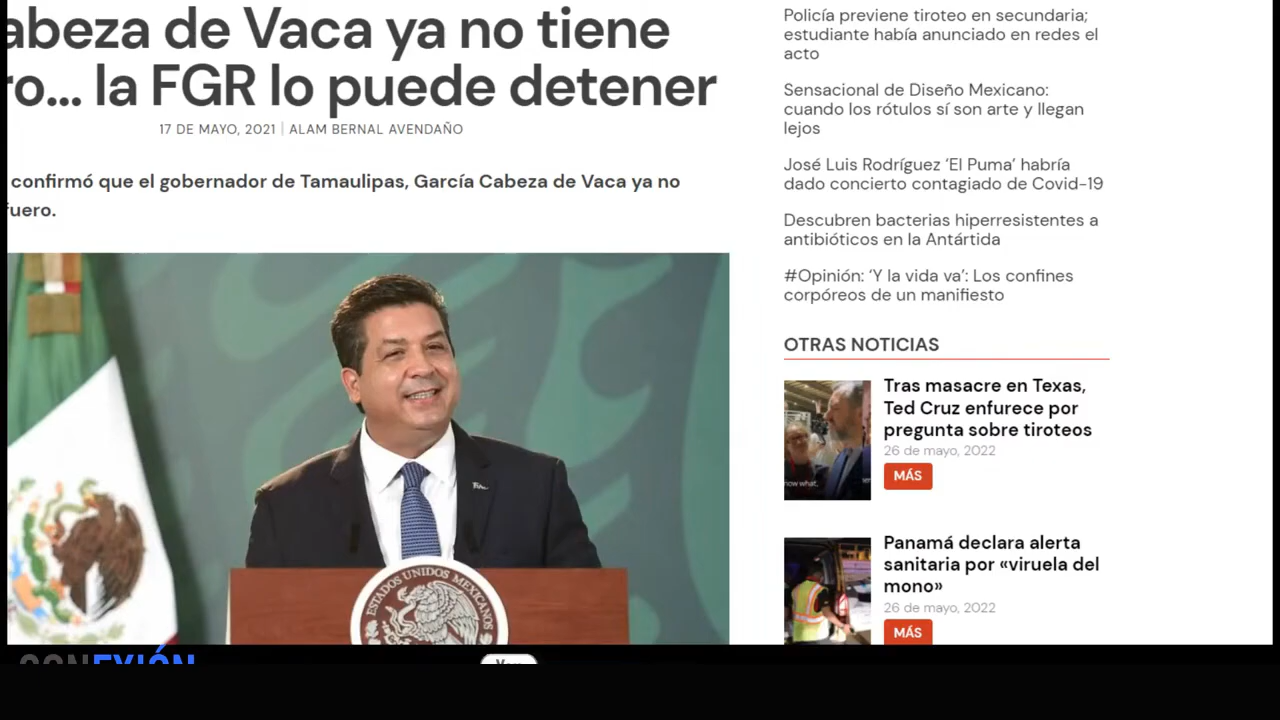 abeza de Vaca ya no tiene
ro... la FGR lo puede detener
17 DE MAYO, 2021 | ALAM BERNAL AVENDAÑO
confirmó que el gobernador de Tamaulipas, García Cabeza de Vaca ya no
fuero.
ESTADOS UNIDOS MEXICANOS
Policía previene tiroteo en secundaria;
estudiante había anunciado en redes el
acto
Sensacional de Diseño Mexicano:
cuando los rótulos sí son arte y llegan
lejos
José Luis Rodríguez ‘El Puma’ habría
dado concierto contagiado de Covid-19
Descubren bacterias hiperresistentes a
antibióticos en la Antártida
#Opinión: ‘Y la vida va’: Los confines
corpóreos de un manifiesto
OTRAS NOTICIAS
Tras masacre en Texas,
Ted Cruz enfurece por
pregunta sobre tiroteos
26 de mayo, 2022
MÁS
now what.
Panamá declara alerta
sanitaria por «viruela del
mono»
26 de mayo, 2022
MÁS
CONEXIÓN